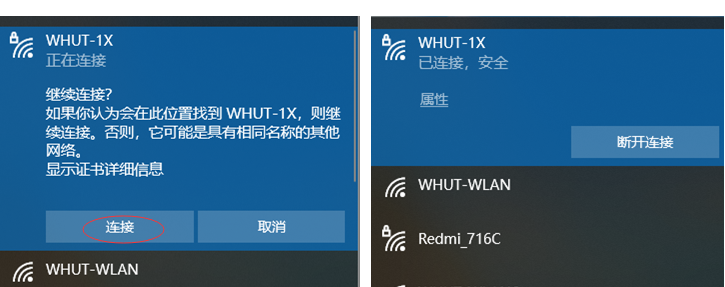 WHUT-1X
正在连接
继续连接?
如果你认为会在此位置找到 WHUT-1X，则继
续连接。否则，它可能是具有相同名称的其他
网络。
显示证书详细信息
连接
取消
WHUT-WLAN
WHUT-1X
已连接，安全
属性
断开连接
WHUT-WLAN
Redmi_716C